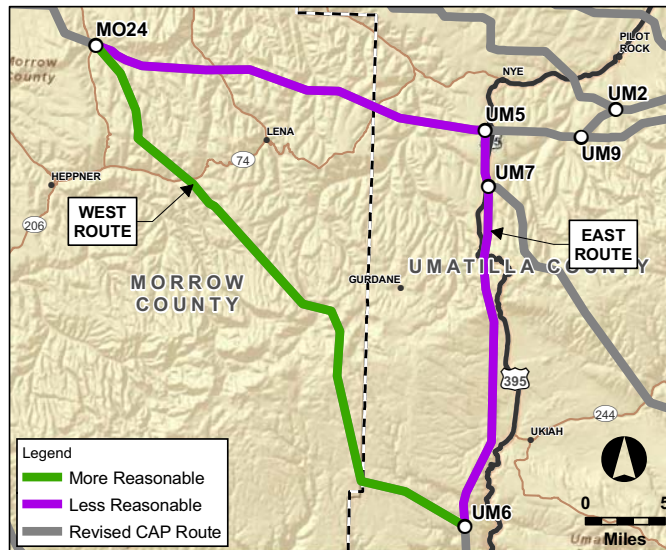 MO24
PILOT
ROCK
Morrow
County
NYE
UM2
UM5
UM9
LENA
74
UM7
HEPPNER
WEST
ROUTE
206
EAST
ROUTE
UMATILLA COUNTY
MORROW
COUNTY
GURDANE
395
244
UKIAH
Legend
More Reasonable
Less Reasonable
Revised CAP Route
0 5
Miles
UM6